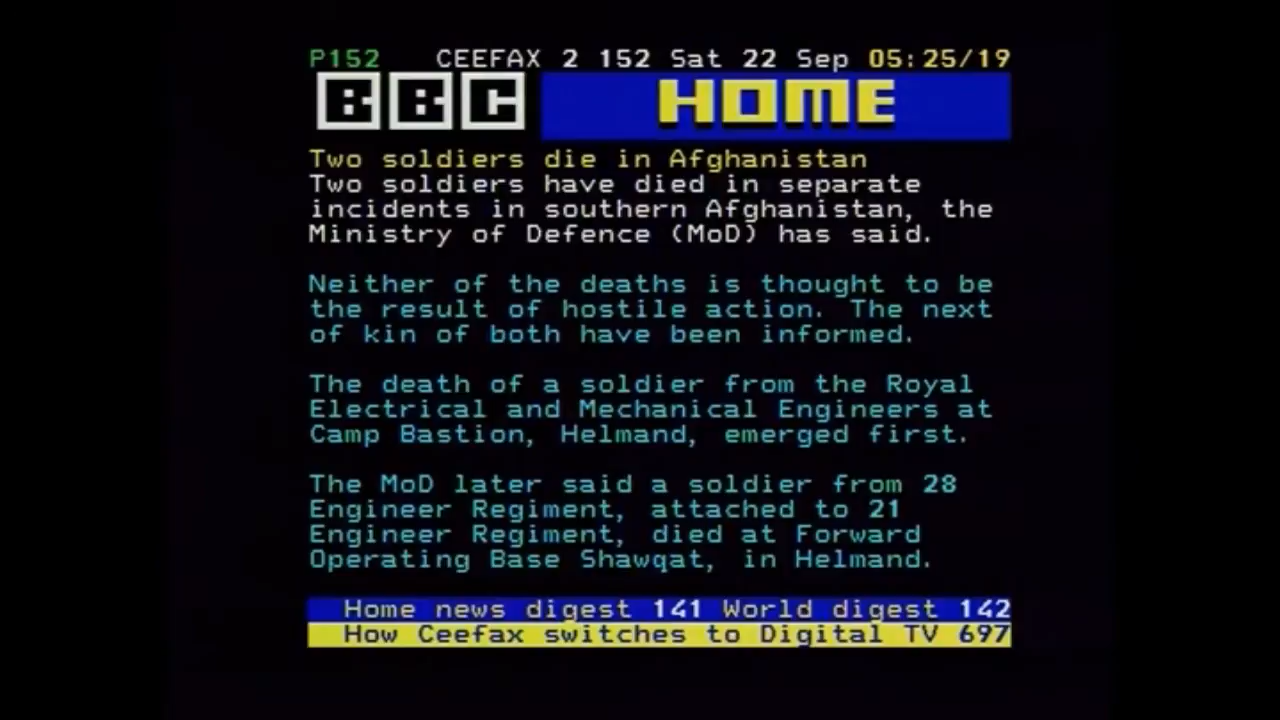 P152 CEEFAX 2 152 Sat 22 Sep 05:25/19
BBC HOME
Two soldiers die in Afghanistan
Two soldiers have died in separate
incidents in southern Afghanistan, the
Ministry of Defence (MoD) has said.
Neither of the deaths is thought to be
the result of hostile action. The next
of kin of both have been informed.
The death of a soldier from the Royal
Electrical and Mechanical Engineers at
Camp Bastion, Helmand, emerged first.
The MoD later said a soldier from 28
Engineer Regiment, attached to 21
Engineer Regiment, died at Forward
Operating Base Shawqat, in Helmand.
Home news digest 141 World digest 142
How Ceefax switches to Digital TV 697